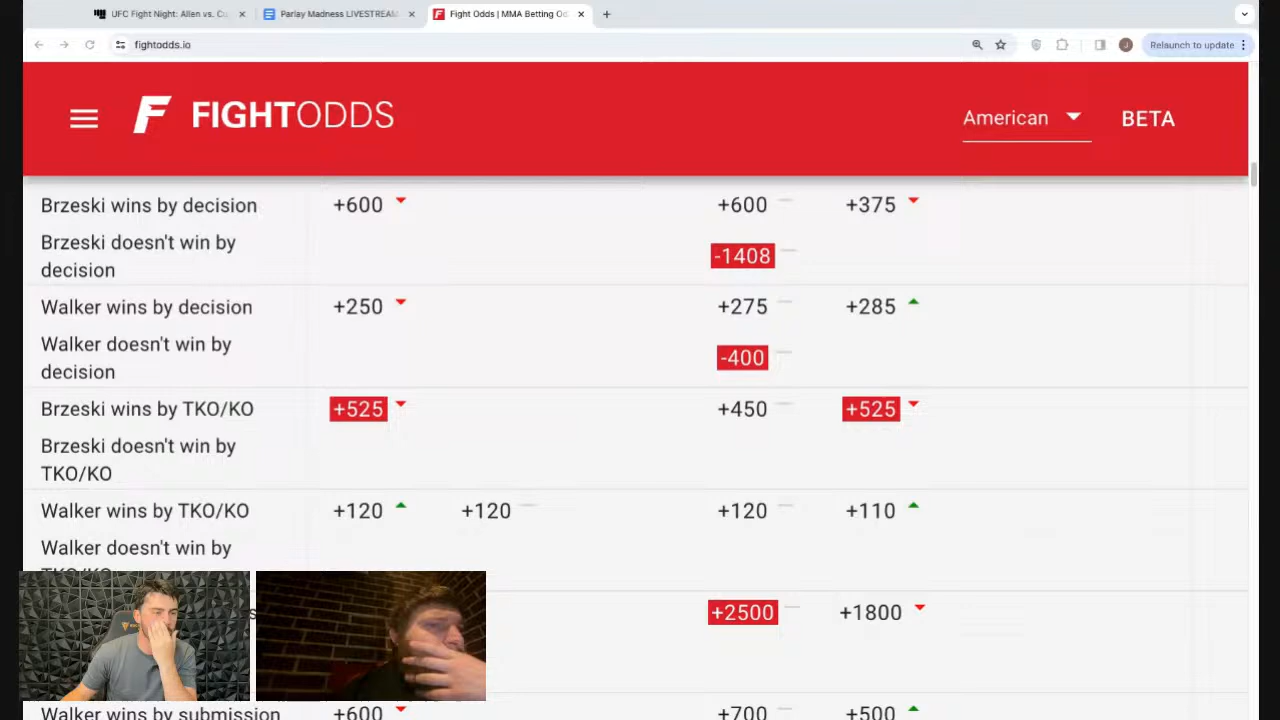 UFC Fight Night: Allen vs. Cu
Parlay Madness LIVESTREAM
Fight Odds | MMA Betting Od
fightodds.io
Relaunch to update
FIGHTODDS
American
BETA
Brzeski wins by decision +600 +600 +375
Brzeski doesn't win by
decision
-1408
Walker wins by decision +250 +275 +285
Walker doesn't win by
decision
-400
Brzeski wins by TKO/KO +525 +450 +525
Brzeski doesn't win by
TKO/KO
Walker wins by TKO/KO +120 +120 +120 +110
Walker doesn't win by
TKO/KO
+2500 +1800
Walker wins by submission +600 +700 +500